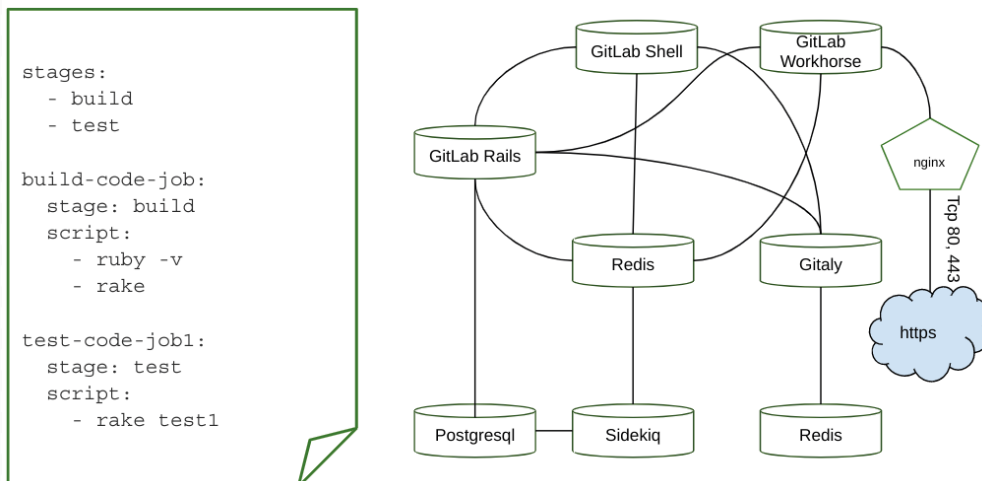 stages:
  - build
  - test
build-code-job:
  stage: build
  script:
    - ruby -v
    - rake
test-code-job1:
  stage: test
  script:
    - rake test1
GitLab Shell
GitLab
Workhorse
GitLab Rails
nginx
Tcp 80, 443
Redis
Gitaly
https
Postgresql
Sidekiq
Redis